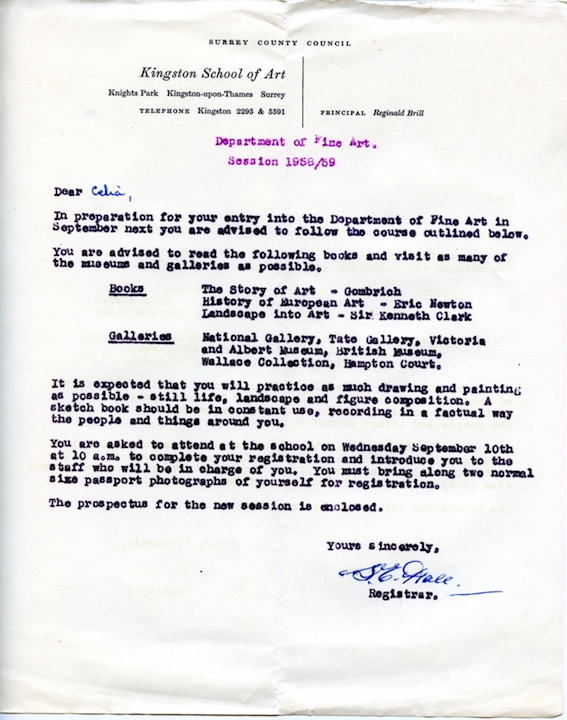 SURREY COUNTY COUNCIL
Kingston School of Art
Knights Park Kingston-upon-Thames Surrey
TELEPHONE Kingston 2295 & 5591
PRINCIPAL Reginald Brill
Department of Fine Art.
Session 1958/59
Dear Celia,
In preparation for your entry into the Department of Fine Art in
September next you are advised to follow the course outlined below.
You are advised to read the following books and visit as many of
the museums and galleries as possible.
Books The Story of Art - Gombrich
History of European Art - Eric Newton
Landscape into Art - Sir Kenneth Clark
Galleries National Gallery, Tate Gallery, Victoria
and Albert Museum, British Museum,
Wallace Collection, Hampton Court.
It is expected that you will practice as much drawing and painting
as possible - still life, landscape and figure composition. A
sketch book should be in constant use, recording in a factual way
the people and things around you.
You are asked to attend at the school on Wednesday September 10th
at 10 a.m. to complete your registration and introduce you to the
staff who will be in charge of you. You must bring along two normal
size passport photographs of yourself for registration.
The prospectus for the new session is enclosed.
Yours sincerely,
Hall.
Registrar.